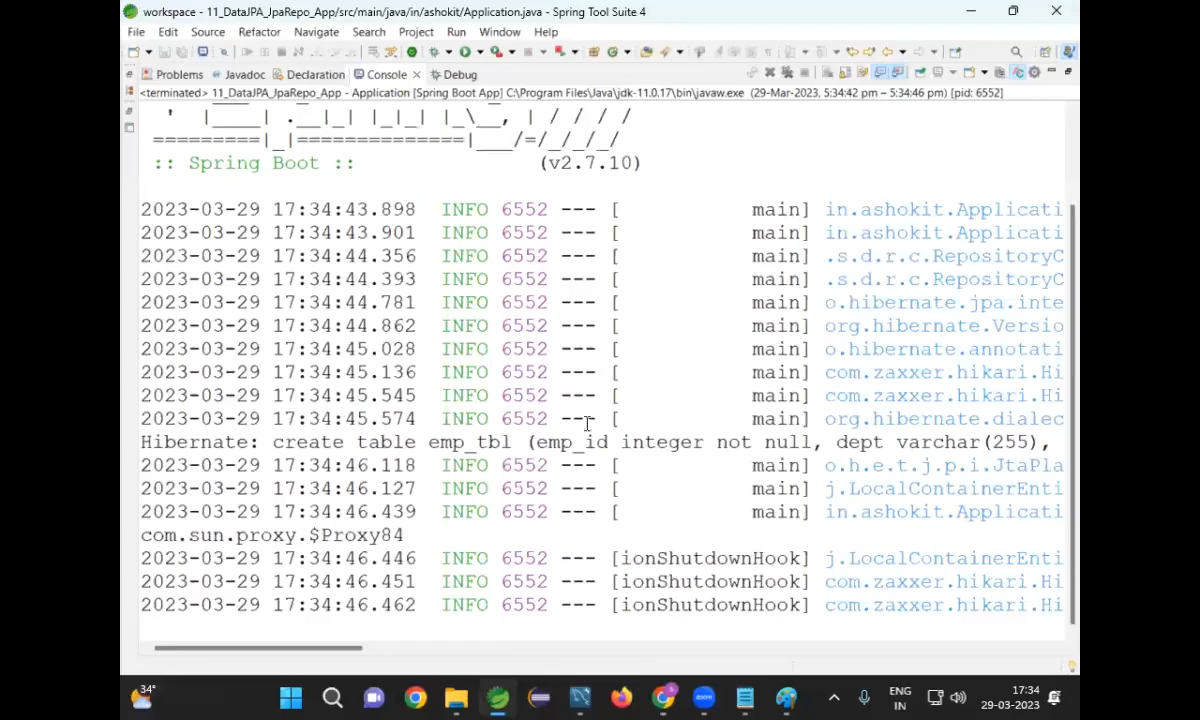 workspace - 11_DataJPA_JpaRepo_App/src/main/java/in/ashokit/Application.java - Spring Tool Suite 4
File Edit Source Refactor Navigate Search Project Run Window Help
Problems Javadoc Declaration Console Debug
<terminated> 11_DataJPA_JpaRepo_App - Application [Spring Boot App] C:\Program Files\Java\jdk-11.0.17\bin\javaw.exe (29-Mar-2023, 5:34:42 pm – 5:34:46 pm) [pid: 6552]
' |____| .__|_| |_|_| |_\__, | / / / /
=========|_|==============|___/=/_/_/_/
:: Spring Boot :: (v2.7.10)
2023-03-29 17:34:43.898 INFO 6552 --- [ main] in.ashokit.Applicati
2023-03-29 17:34:43.901 INFO 6552 --- [ main] in.ashokit.Applicati
2023-03-29 17:34:44.356 INFO 6552 --- [ main] .s.d.r.c.RepositoryC
2023-03-29 17:34:44.393 INFO 6552 --- [ main] .s.d.r.c.RepositoryC
2023-03-29 17:34:44.781 INFO 6552 --- [ main] o.hibernate.jpa.inte
2023-03-29 17:34:44.862 INFO 6552 --- [ main] org.hibernate.Versio
2023-03-29 17:34:45.028 INFO 6552 --- [ main] o.hibernate.annotati
2023-03-29 17:34:45.136 INFO 6552 --- [ main] com.zaxxer.hikari.Hi
2023-03-29 17:34:45.545 INFO 6552 --- [ main] com.zaxxer.hikari.Hi
2023-03-29 17:34:45.574 INFO 6552 --- [ main] org.hibernate.dialec
Hibernate: create table emp_tbl (emp_id integer not null, dept varchar(255),
2023-03-29 17:34:46.118 INFO 6552 --- [ main] o.h.e.t.j.p.i.JtaPla
2023-03-29 17:34:46.127 INFO 6552 --- [ main] j.LocalContainerEnti
2023-03-29 17:34:46.439 INFO 6552 --- [ main] in.ashokit.Applicati
com.sun.proxy.$Proxy84
2023-03-29 17:34:46.446 INFO 6552 --- [ionShutdownHook] j.LocalContainerEnti
2023-03-29 17:34:46.451 INFO 6552 --- [ionShutdownHook] com.zaxxer.hikari.Hi
2023-03-29 17:34:46.462 INFO 6552 --- [ionShutdownHook] com.zaxxer.hikari.Hi
34°
ENG
IN
17:34
29-03-2023